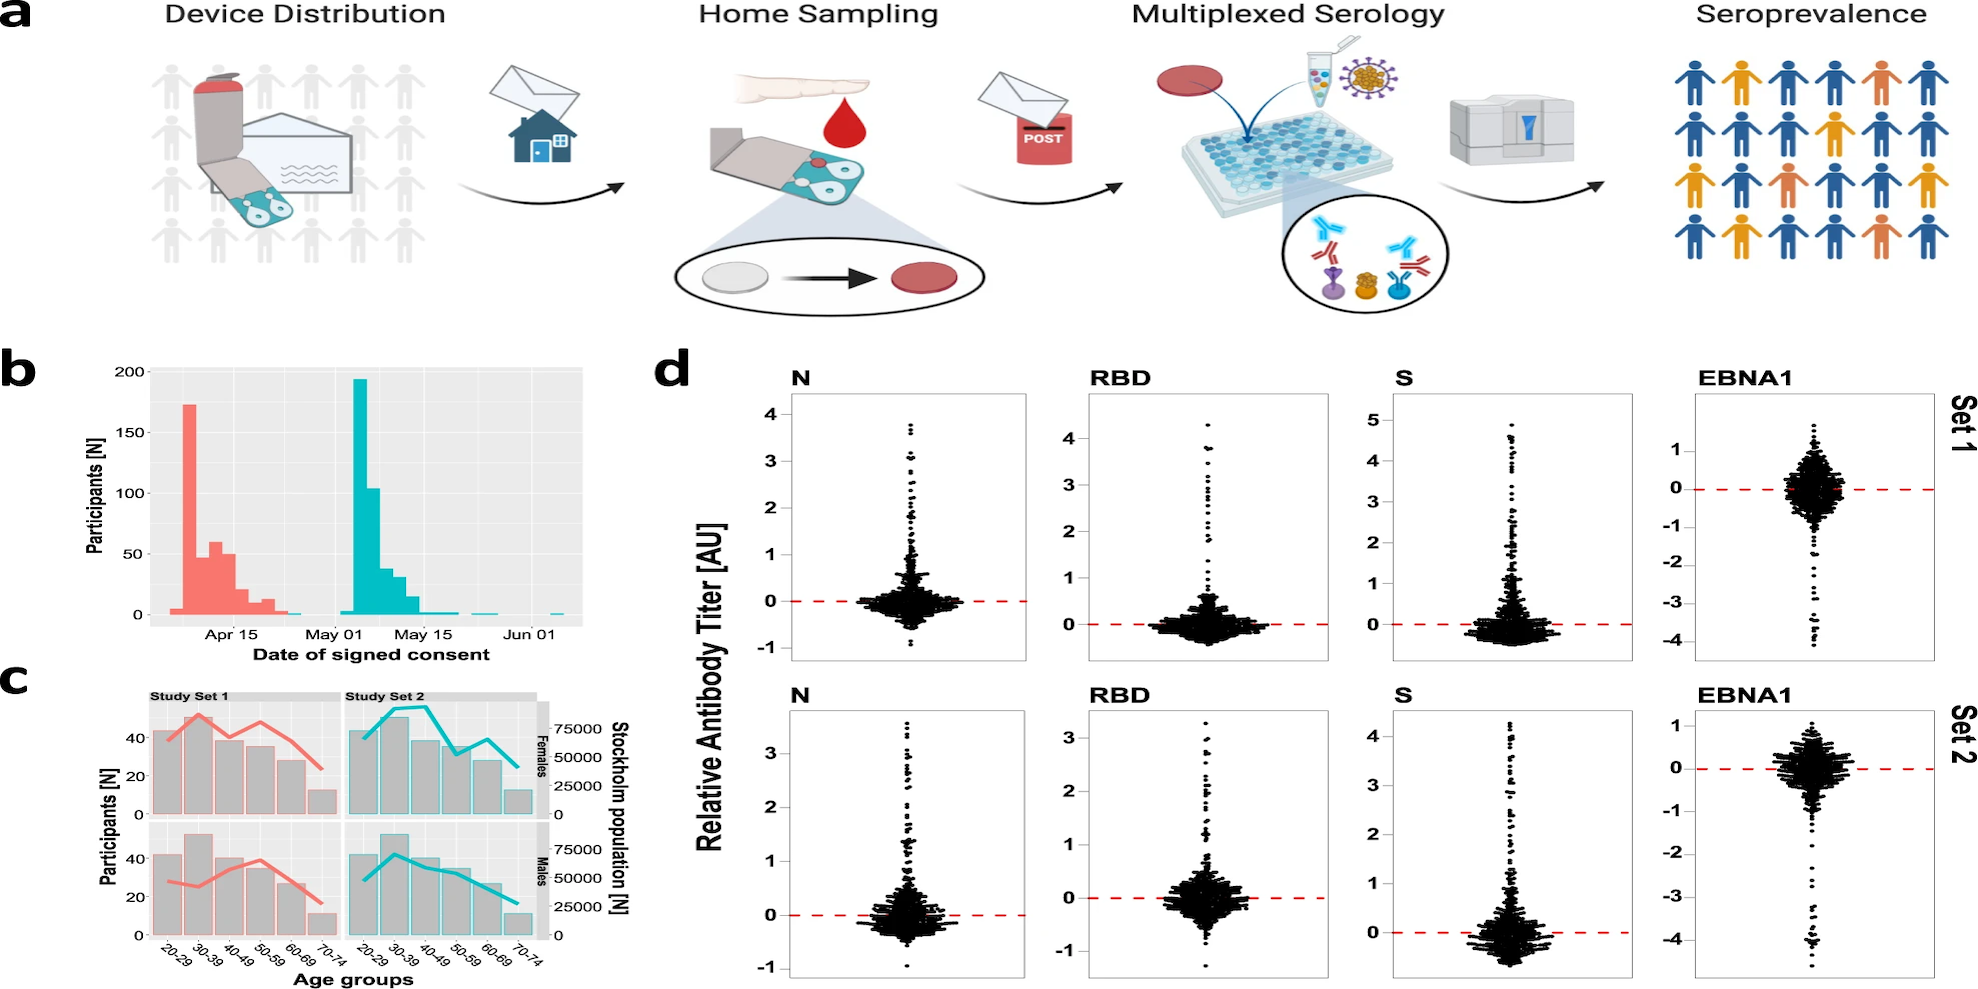 a
Device Distribution
Home Sampling
Multiplexed Serology
Seroprevalence
POST
b
200
150
100
50
0
Participants [N]
Apr 15
May 01
May 15
Jun 01
Date of signed consent
c
Study Set 1
Study Set 2
40
20
0
40
20
0
Participants [N]
75000
50000
25000
0
75000
50000
25000
0
Females
Males
Stockholm population [N]
20-29
30-39
40-49
50-59
60-69
70-74
20-29
30-39
40-49
50-59
60-69
70-74
Age groups
d
Relative Antibody Titer [AU]
N
4
3
2
1
0
-1
RBD
4
3
2
1
0
S
5
4
3
2
1
0
EBNA1
1
0
-1
-2
-3
-4
Set 1
N
3
2
1
0
-1
RBD
3
2
1
0
-1
S
4
3
2
1
0
EBNA1
1
0
-1
-2
-3
-4
Set 2